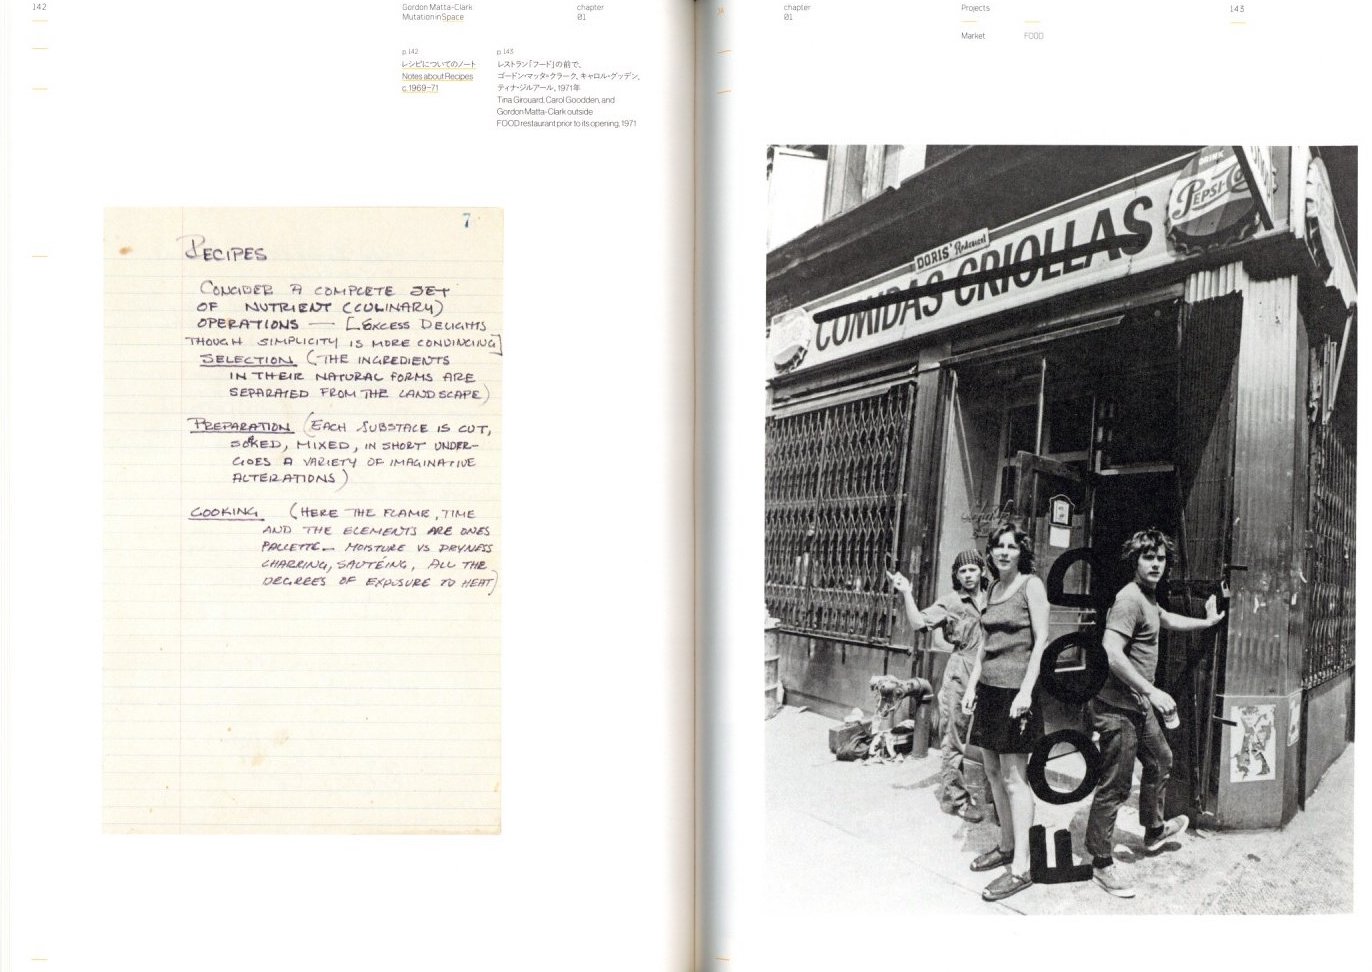 142
Gordon Matta-Clark
Mutation in Space
chapter
01
p.142
レシピについてのノート
Notes about Recipes
c.1969–71
p.143
レストラン「フード」の前で、
ゴードン・マッタ=クラーク、キャロル・グッデン、
ティナ・ジルアール、1971年
Tina Girouard, Carol Goodden, and
Gordon Matta-Clark outside
FOOD restaurant prior to its opening, 1971
7
RECIPES
CONCIDER A COMPLETE SET
OF NUTRIENT (CULINARY)
OPERATIONS — [EXCESS DELIGHTS
THOUGH SIMPLICITY IS MORE CONVINCING]
SELECTION (THE INGREDIENTS
IN THEIR NATURAL FORMS ARE
SEPARATED FROM THE LANDSCAPE)
PREPARATION (EACH SUBSTACE IS CUT,
SOKED, MIXED, IN SHORT UNDER-
GOES A VARIETY OF IMAGINATIVE
ALTERATIONS)
COOKING (HERE THE FLAME, TIME
AND THE ELEMENTS ARE ONES
PALLETTE— MOISTURE VS DRYNESS
CHARRING, SAUTÉING, ALL THE
DEGREES OF EXPOSURE TO HEAT)
chapter
01
Projects
Market
FOOD
143
DRINK
PEPSI-Co
DORIS' Restaurant
COMIDAS CRIOLLAS
FOOD